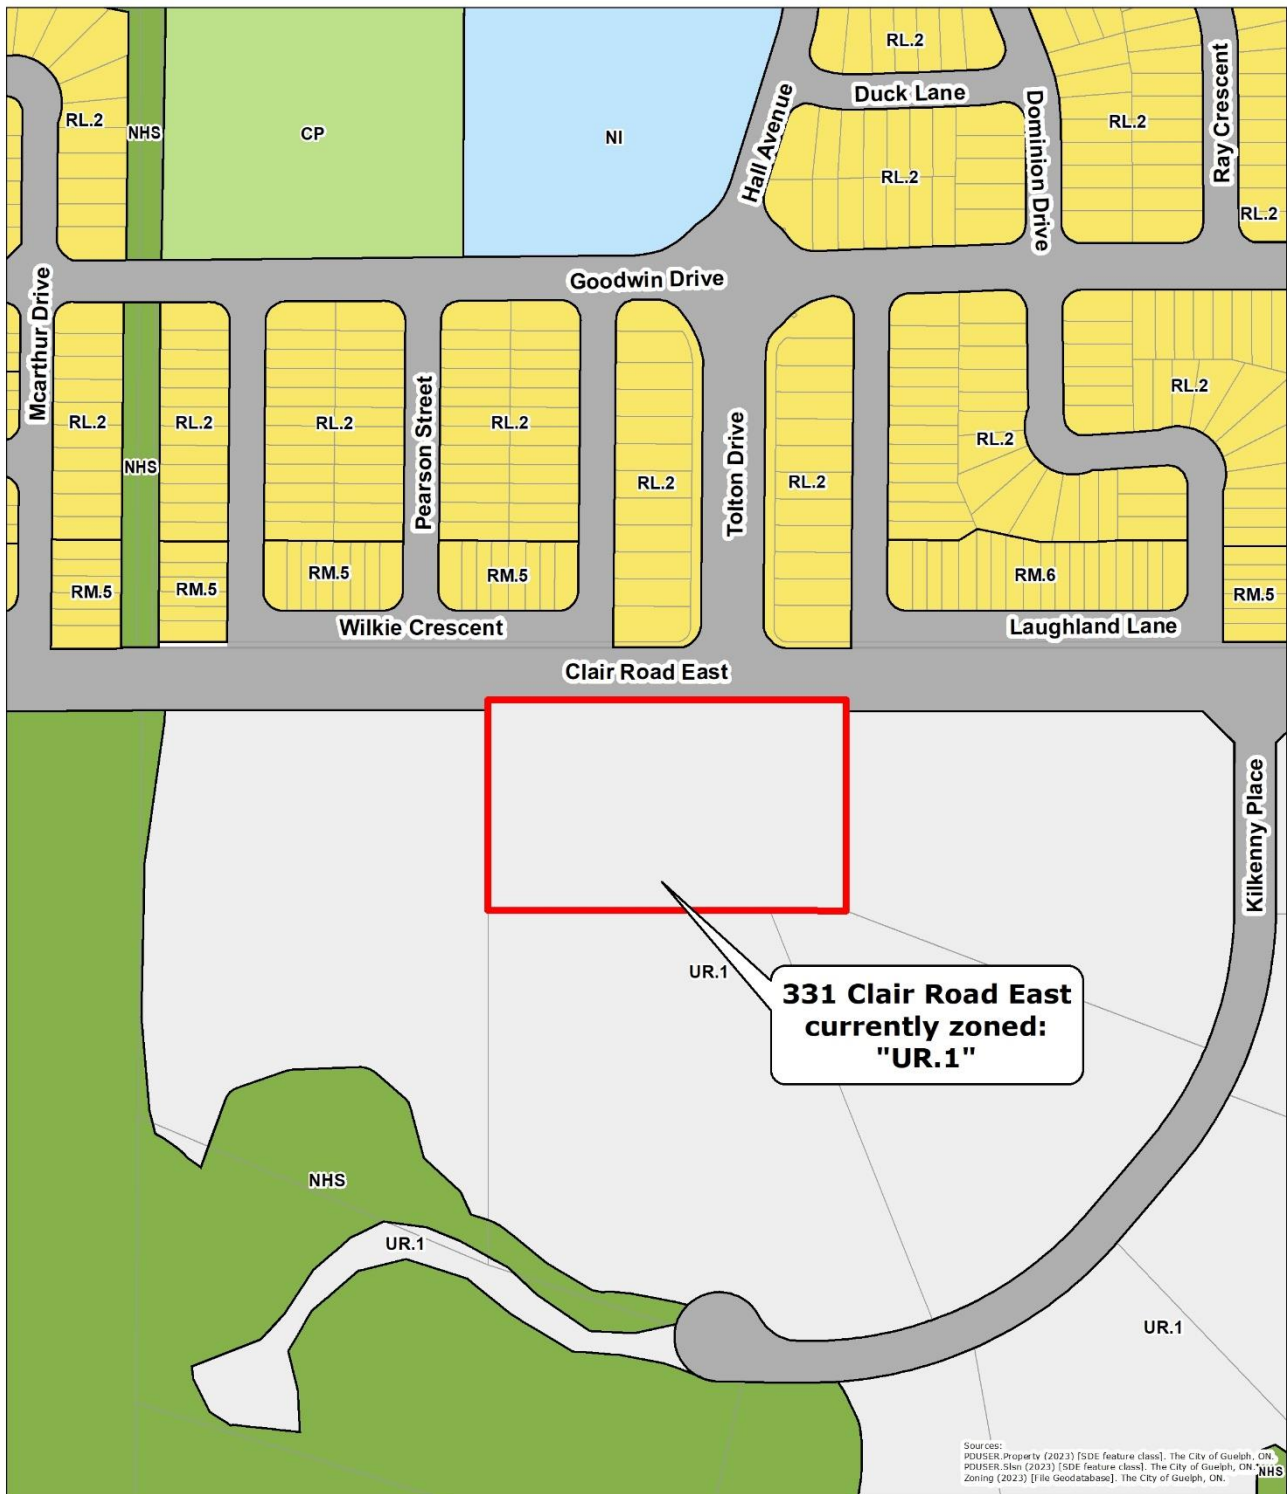 RL.2
Duck Lane
RL.2
NHS
CP
NI
Hall Avenue
Dominion Drive
RL.2
Ray Crescent
RL.2
RL.2
Goodwin Drive
Mcarthur Drive
RL.2
NHS
RL.2
RL.2
Pearson Street
RL.2
RL.2
Tolton Drive
RL.2
RL.2
RL.2
RM.5
RM.5
RM.5
RM.5
RM.6
RM.5
Wilkie Crescent
Laughland Lane
Clair Road East
Kilkenny Place
UR.1
331 Clair Road East
currently zoned:
"UR.1"
NHS
UR.1
UR.1
Sources:
PDUSER.Property (2023) [SDE feature class]. The City of Guelph, ON.
PDUSER.Slsn (2023) [SDE feature class]. The City of Guelph, ON.
Zoning (2023) [File Geodatabase]. The City of Guelph, ON.
NHS